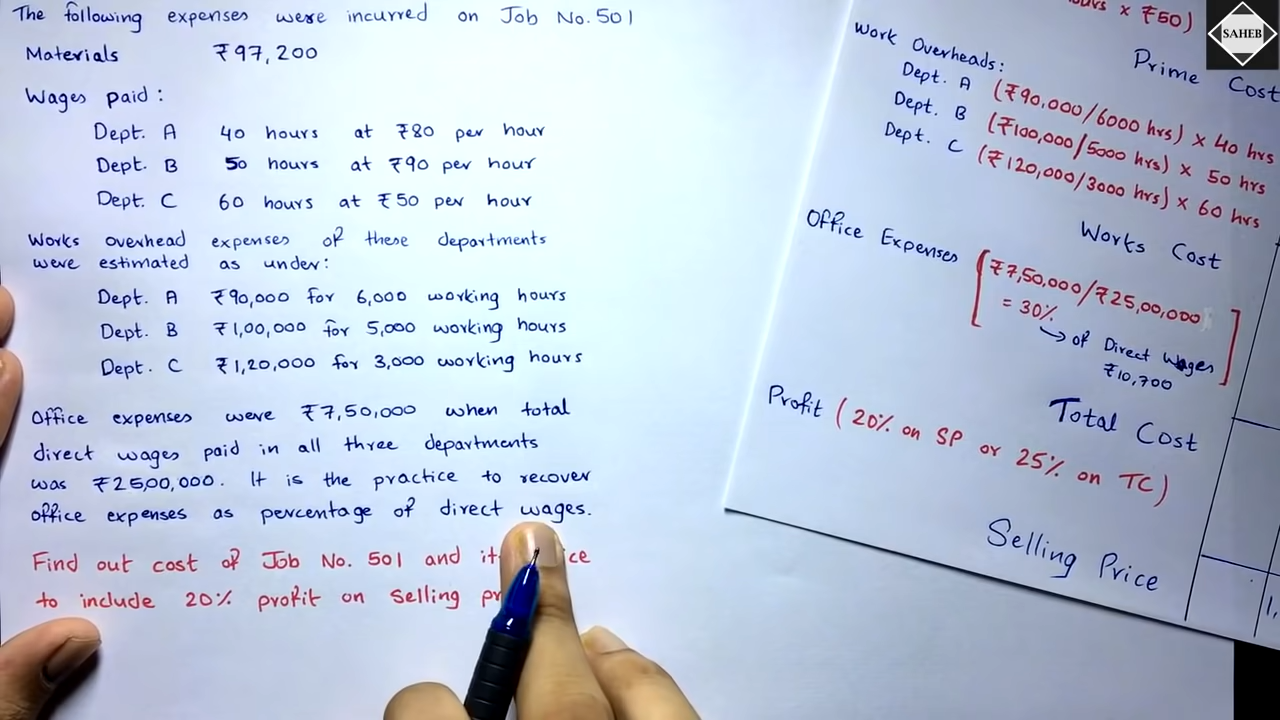 The following expenses were incurred on Job No. 501
Materials ₹97,200
Wages paid :
Dept. A 40 hours at ₹80 per hour
Dept. B 50 hours at ₹90 per hour
Dept. C 60 hours at ₹50 per hour
Works overhead expenses of these departments
were estimated as under:
Dept. A ₹90,000 for 6,000 working hours
Dept. B ₹1,00,000 for 5,000 working hours
Dept. C ₹1,20,000 for 3,000 working hours
Office expenses were ₹7,50,000 when total
direct wages paid in all three departments
was ₹25,00,000. It is the practice to recover
office expenses as percentage of direct wages.
Find out cost of Job No. 501 and
to include 20% profit on selling
x ₹50)
Prime Cost
Work Overheads:
Dept. A (₹90,000/6000 hrs) x 40 hrs
Dept. B (₹100,000/5000 hrs) x 50 hrs
Dept. C (₹120,000/3000 hrs) x 60 hrs
Works Cost
Office Expenses [₹7,50,000/₹25,00,000
= 30%
of Direct Wages
₹10,700]
Total Cost
Profit (20% on SP or 25% on TC)
Selling Price
SAHEB